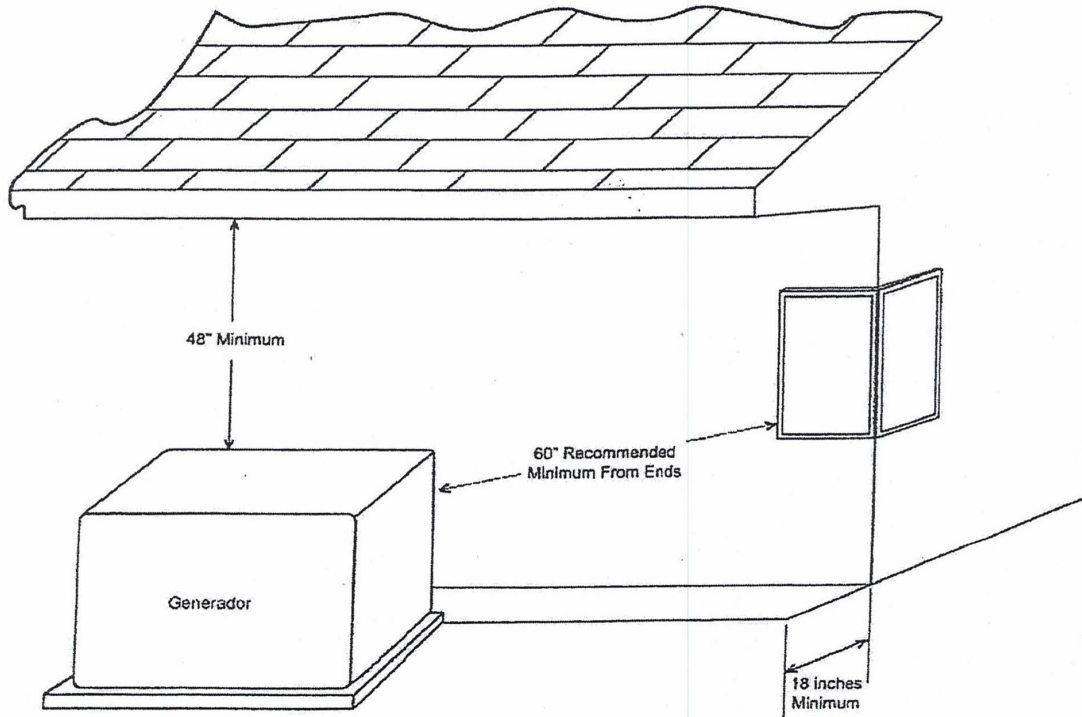 48" Minimum
60" Recommended
Minimum From Ends
Generador
18 inches
Minimum